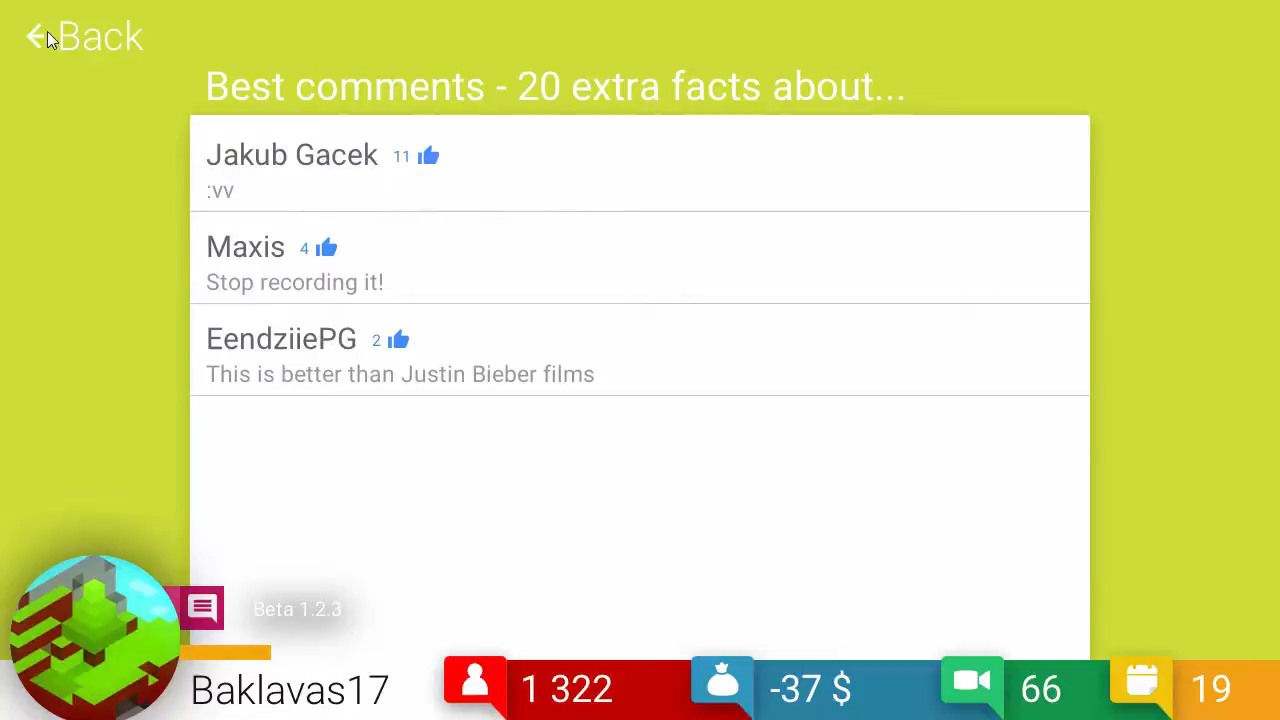 Back
Best comments - 20 extra facts about...
Jakub Gacek 11
:vv
Maxis 4
Stop recording it!
EendziiePG 2
This is better than Justin Bieber films
Beta 1.2.3
Baklavas17
1 322
-37 $
66
19